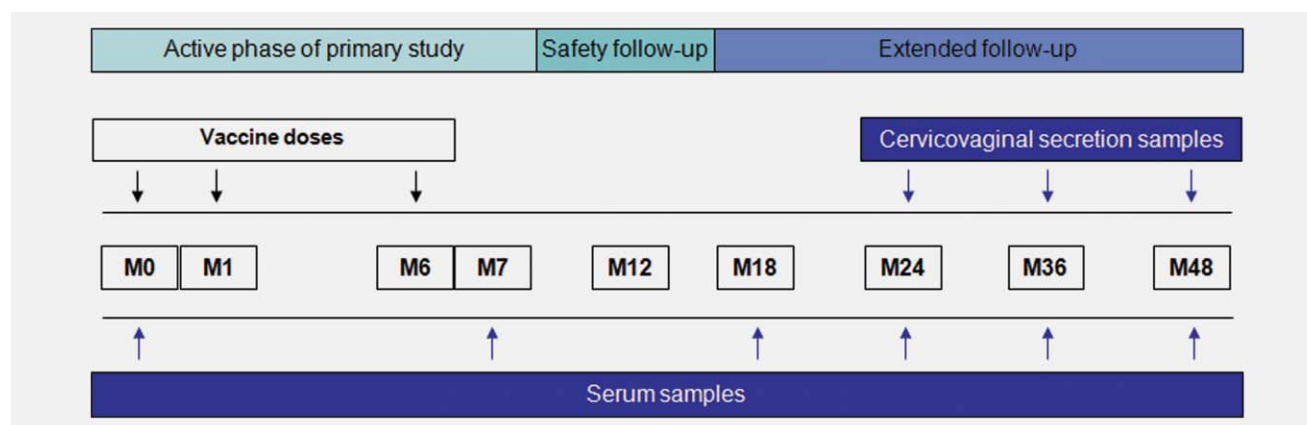 Active phase of primary study Safety follow-up Extended follow-up
Vaccine doses Cervicovaginal secretion samples
M0 M1 M6 M7 M12 M18 M24 M36 M48
Serum samples